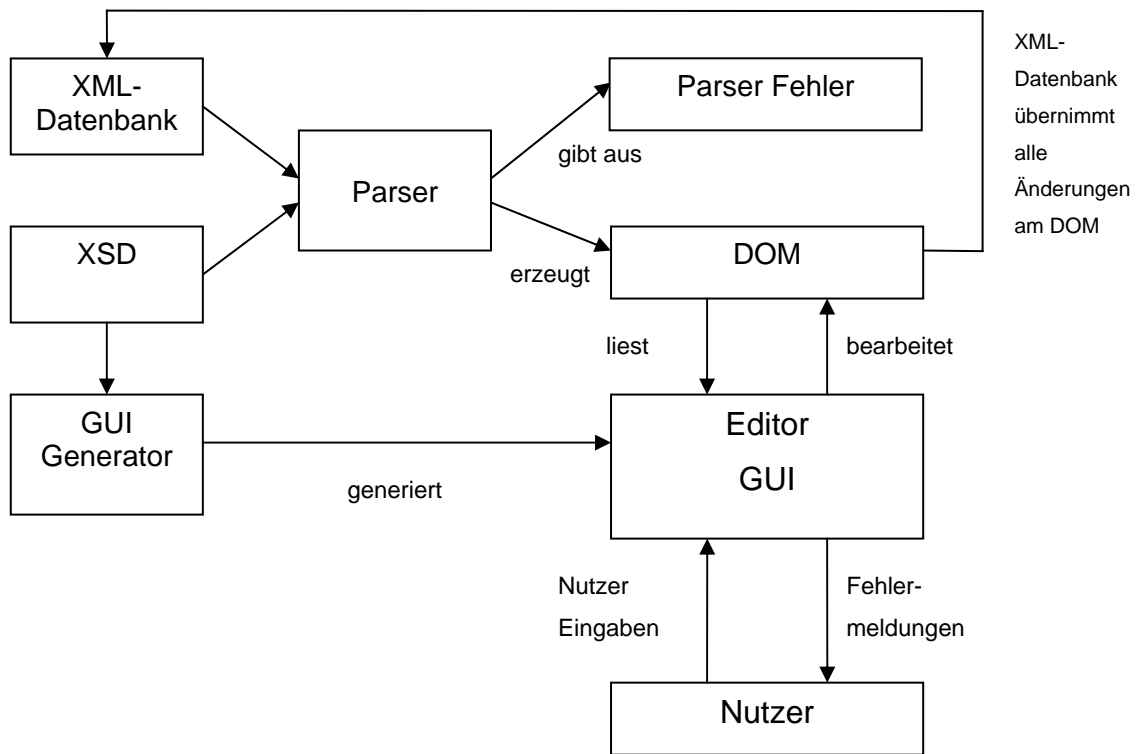 XML-
Datenbank
Parser Fehler
XML-
Datenbank
übernimmt
alle
Änderungen
am DOM
gibt aus
Parser
XSD
DOM
erzeugt
liest
bearbeitet
GUI
Generator
Editor
GUI
generiert
Nutzer
Eingaben
Fehler-
meldungen
Nutzer